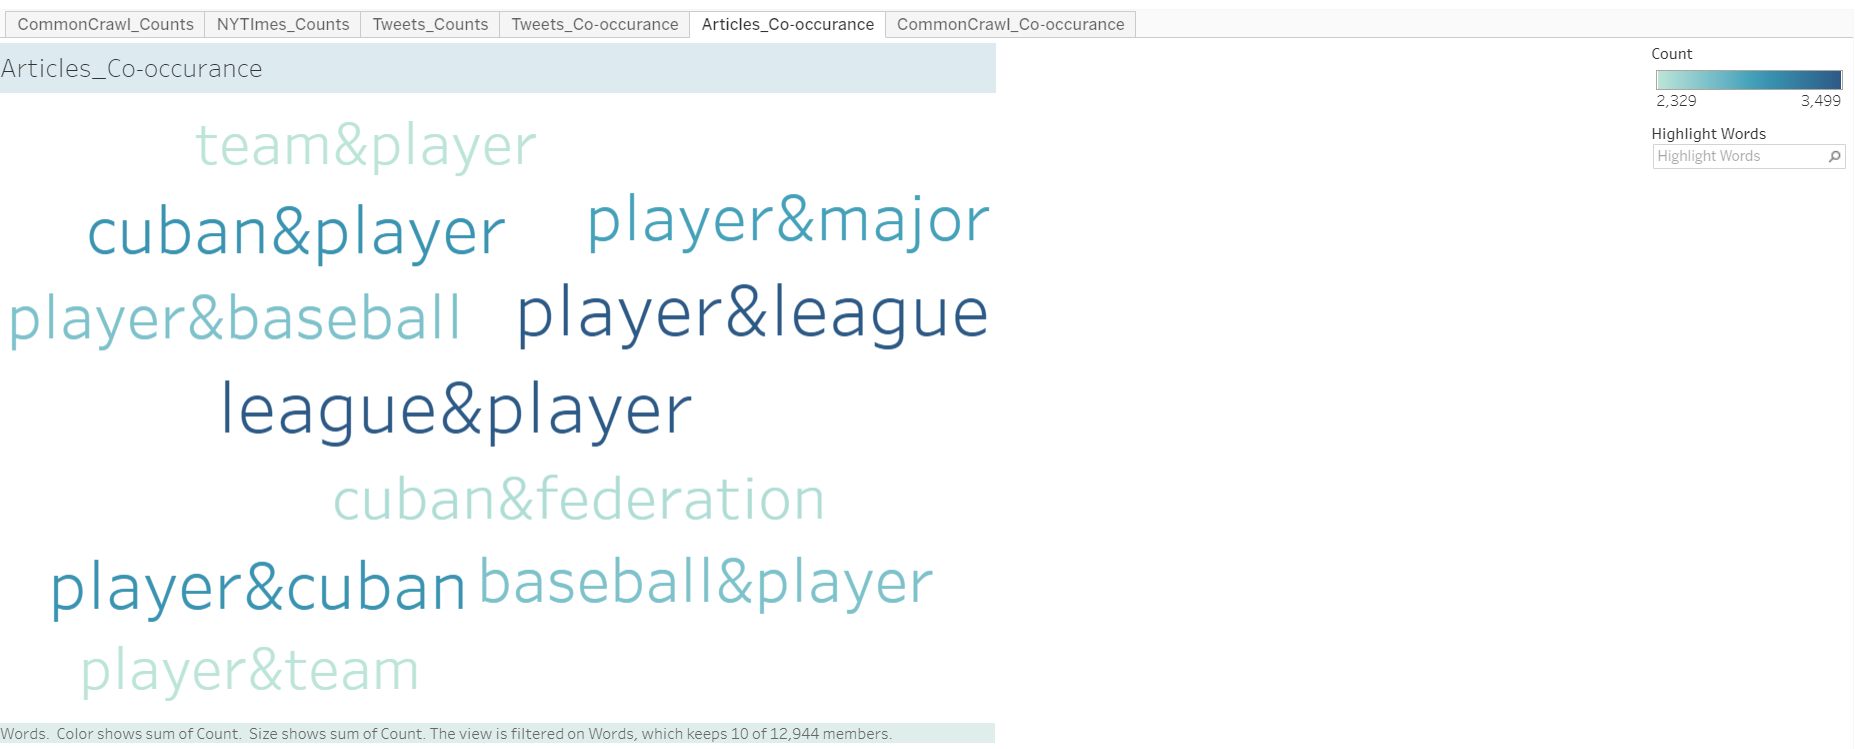 CommonCrawl_Counts NYTImes_Counts Tweets_Counts Tweets_Co-occurance Articles_Co-occurance CommonCrawl_Co-occurance
Articles_Co-occurance
Count
2,329 3,499
Highlight Words
Highlight Words
team&player
cuban&player
player&major
player&baseball
player&league
league&player
cuban&federation
player&cuban
baseball&player
player&team
Words. Color shows sum of Count. Size shows sum of Count. The view is filtered on Words, which keeps 10 of 12,944 members.